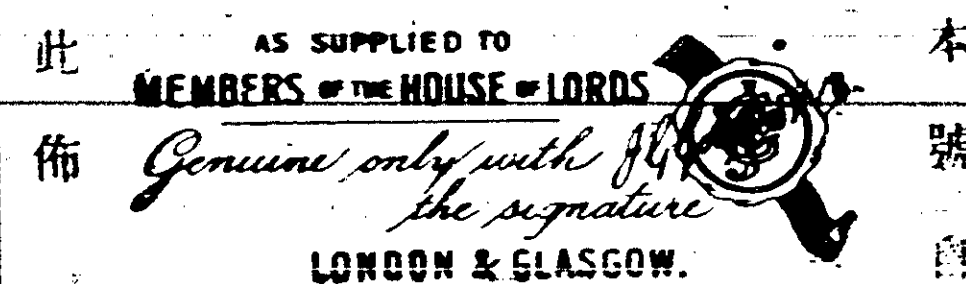 AS SUPPLIED TO
MEMBERS OF THE HOUSE OF LORDS
Genuine only with
the signature
LONDON & GLASGOW.
本號
此佈